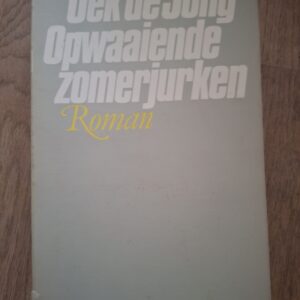 Oek de Jong
Opwaaiende
zomerjurken
Roman